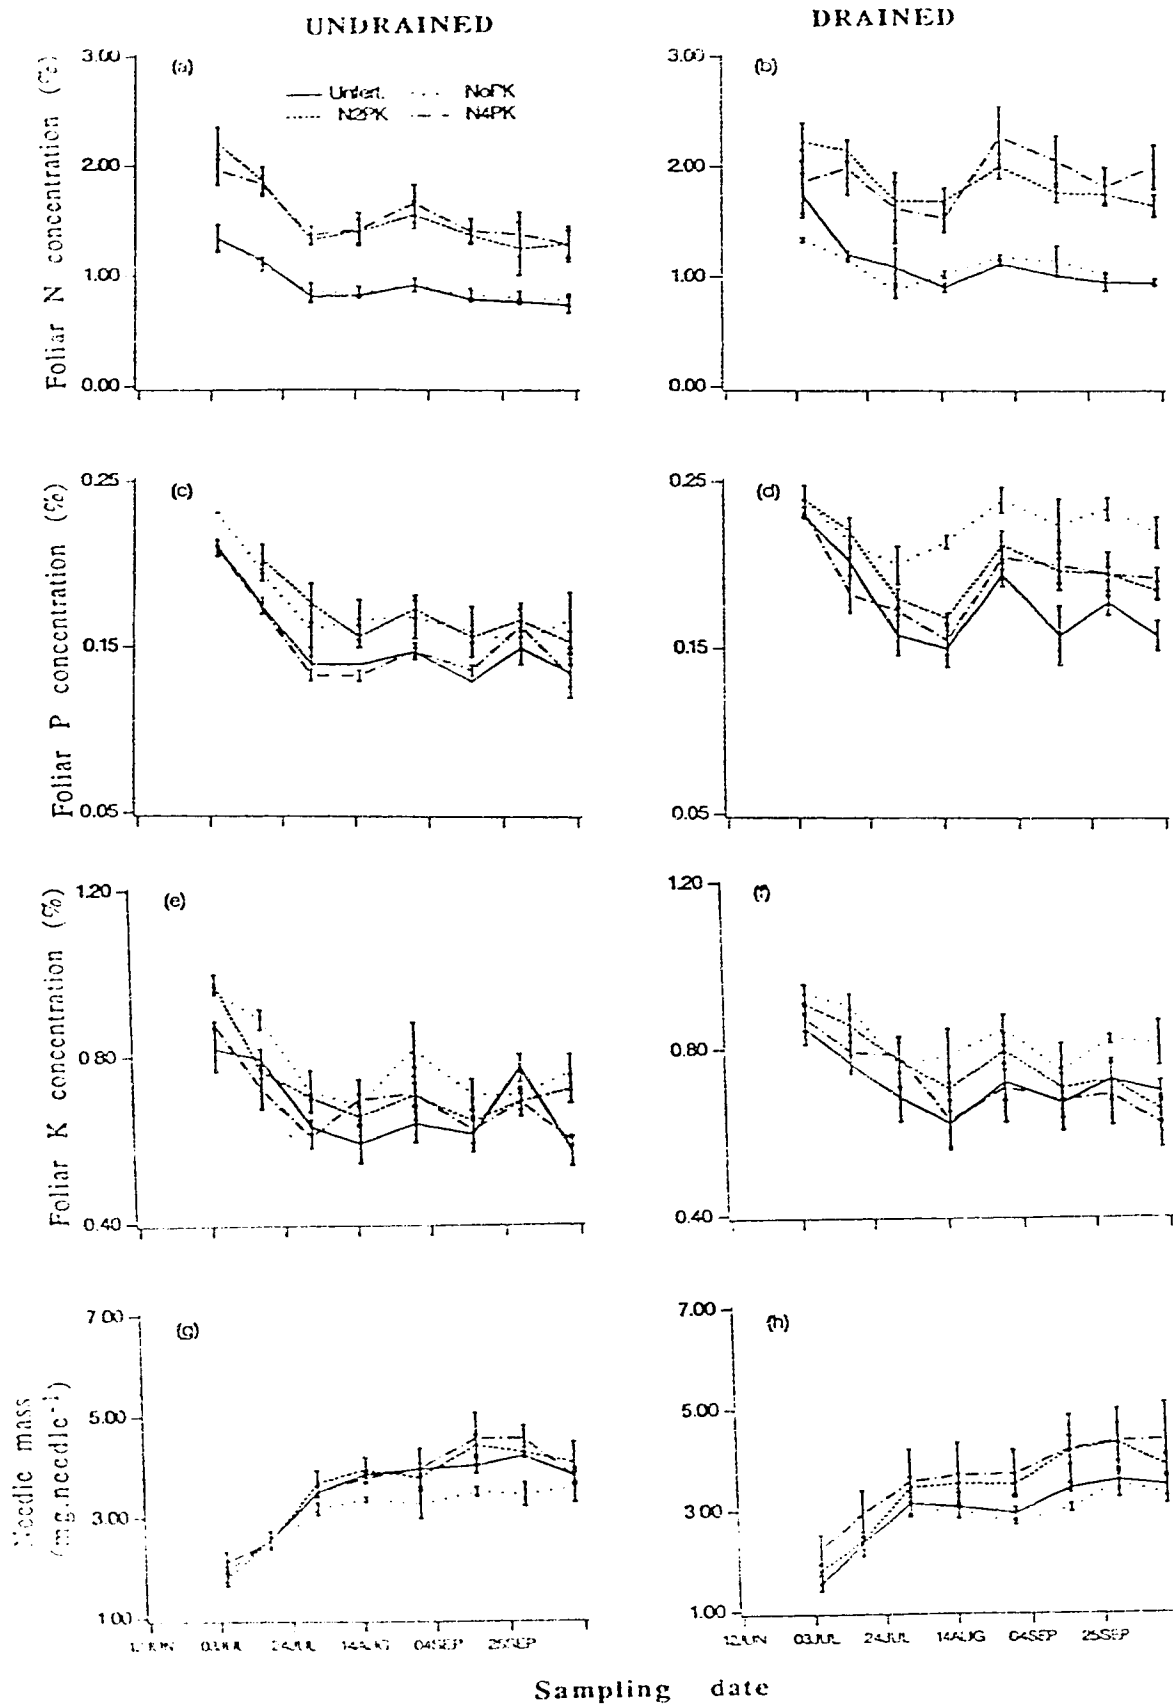 UNDRAINED
DRAINED
Foliar N concentration (%)
3.00
2.00
1.00
0.00
(a)
Unfert.
NoPK
N2PK
N4PK
3.00
2.00
1.00
0.00
(b)
Foliar P concentration (%)
0.25
0.15
0.05
(c)
0.25
0.15
0.05
(d)
Foliar K concentration (%)
1.20
0.80
0.40
(e)
1.20
0.80
0.40
Needle mass
(mg.needle-1)
7.00
5.00
3.00
1.00
(g)
12JUN 03JUL 24JUL 14AUG 04SEP 25SEP
7.00
5.00
3.00
1.00
(h)
12JUN 03JUL 24JUL 14AUG 04SEP 25SEP
Sampling date